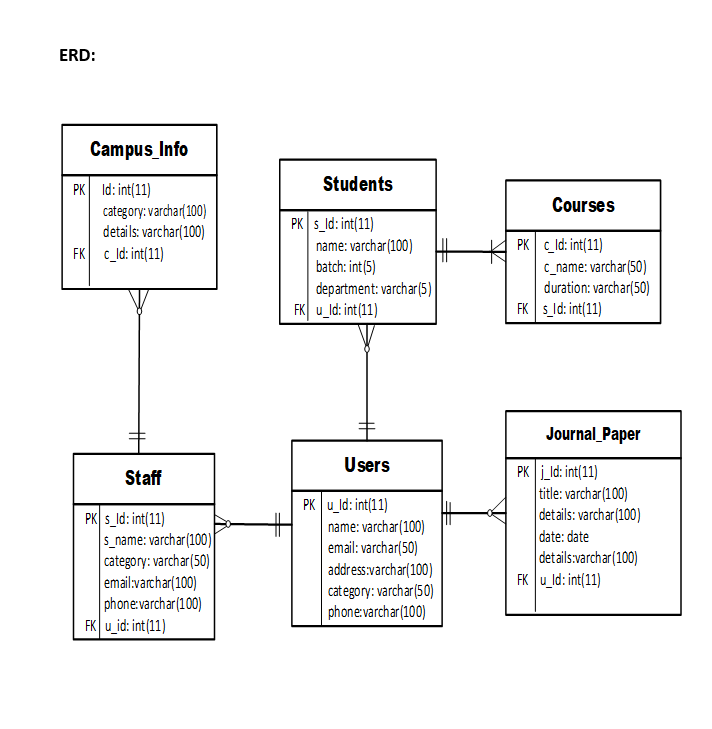 ERD:
Campus_Info
PK Id: int(11)
category: varchar(100)
details: varchar(100)
FK c_Id: int(11)
Students
PK s_Id: int(11)
name: varchar(100)
batch: int(5)
department: varchar(5)
FK u_Id: int(11)
Courses
PK c_Id: int(11)
c_name: varchar(50)
duration: varchar(50)
FK s_Id: int(11)
Staff
PK s_Id: int(11)
s_name: varchar(100)
category: varchar(50)
email:varchar(100)
phone:varchar(100)
FK u_id: int(11)
Users
PK u_Id: int(11)
name: varchar(100)
email: varchar(50)
address:varchar(100)
category: varchar(50)
phone:varchar(100)
Journal_Paper
PK j_Id: int(11)
title: varchar(100)
details: varchar(100)
date: date
details:varchar(100)
FK u_Id: int(11)